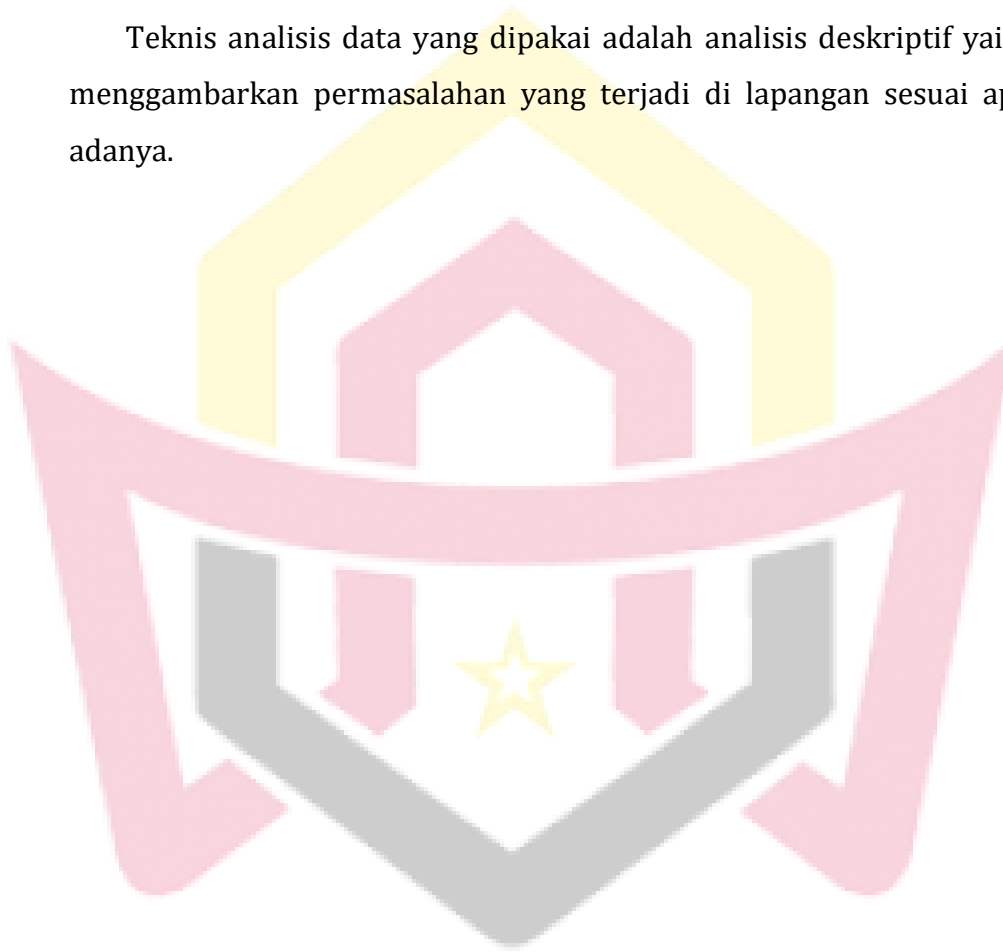 Teknis analisis data yang dipakai adalah analisis deskriptif yai
menggambarkan permasalahan yang terjadi di lapangan sesuai ap
adanya.